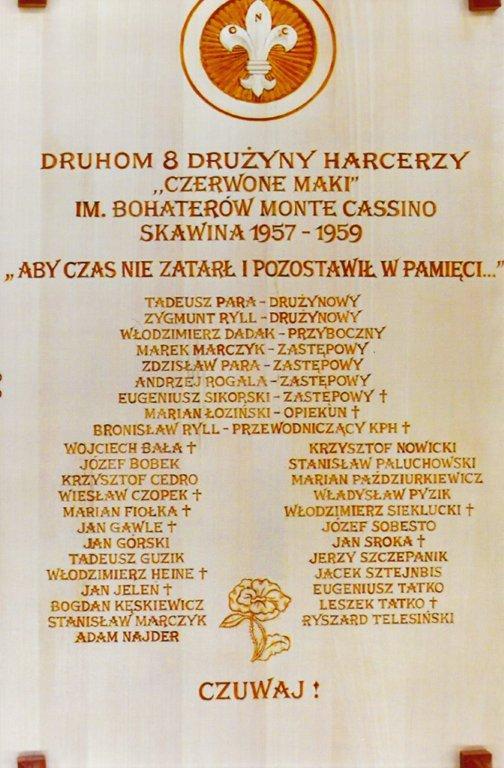 O N C
DRUHOM 8 DRUŻYNY HARCERZY
„CZERWONE MAKI"
IM. BOHATERÓW MONTE CASSINO
SKAWINA 1957 - 1959
„ABY CZAS NIE ZATARŁ I POZOSTAWIŁ W PAMIĘCI..."
TADEUSZ PARA - DRUŻYNOWY
ZYGMUNT RYLL - DRUŻYNOWY
WŁODZIMIERZ DADAK - PRZYBOCZNY
MAREK MARCZYK - ZASTĘPOWY
ZDZISŁAW PARA - ZASTĘPOWY
ANDRZEJ ROGALA - ZASTĘPOWY
EUGENIUSZ SIKORSKI - ZASTĘPOWY †
MARIAN ŁOZIŃSKI - OPIEKUN †
BRONISŁAW RYLL - PRZEWODNICZĄCY KPH †
WOJCIECH BAŁA †
JÓZEF BOBEK
KRZYSZTOF CEDRO
WIESŁAW CZOPEK †
MARIAN FIOŁKA †
JAN GAWLE †
JAN GÓRSKI
TADEUSZ GUZIK
WŁODZIMIERZ HEINE †
JAN JELEN †
BOGDAN KĘSKIEWICZ
STANISŁAW MARCZYK
ADAM NAJDER
KRZYSZTOF NOWICKI
STANISŁAW PALUCHOWSKI
MARIAN PAŹDZIURKIEWICZ
WŁADYSŁAW PYZIK
WŁODZIMIERZ SIEKLUCKI †
JÓZEF SOBESTO
JAN SROKA †
JERZY SZCZEPANIK
JACEK SZTEJNBIS
EUGENIUSZ TATKO
LESZEK TATKO †
RYSZARD TELESIŃSKI
CZUWAJ !